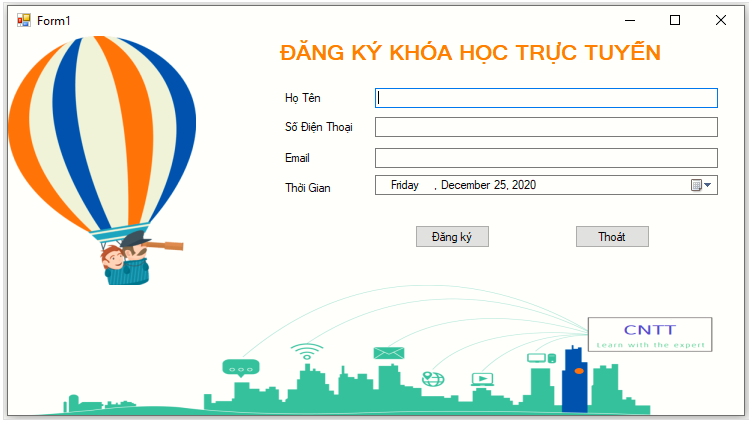 Form1
ĐĂNG KÝ KHÓA HỌC TRỰC TUYẾN
Họ Tên
Số Điện Thoại
Email
Thời Gian
Friday , December 25, 2020
Đăng ký
Thoát
CNTT
Learn with the expert